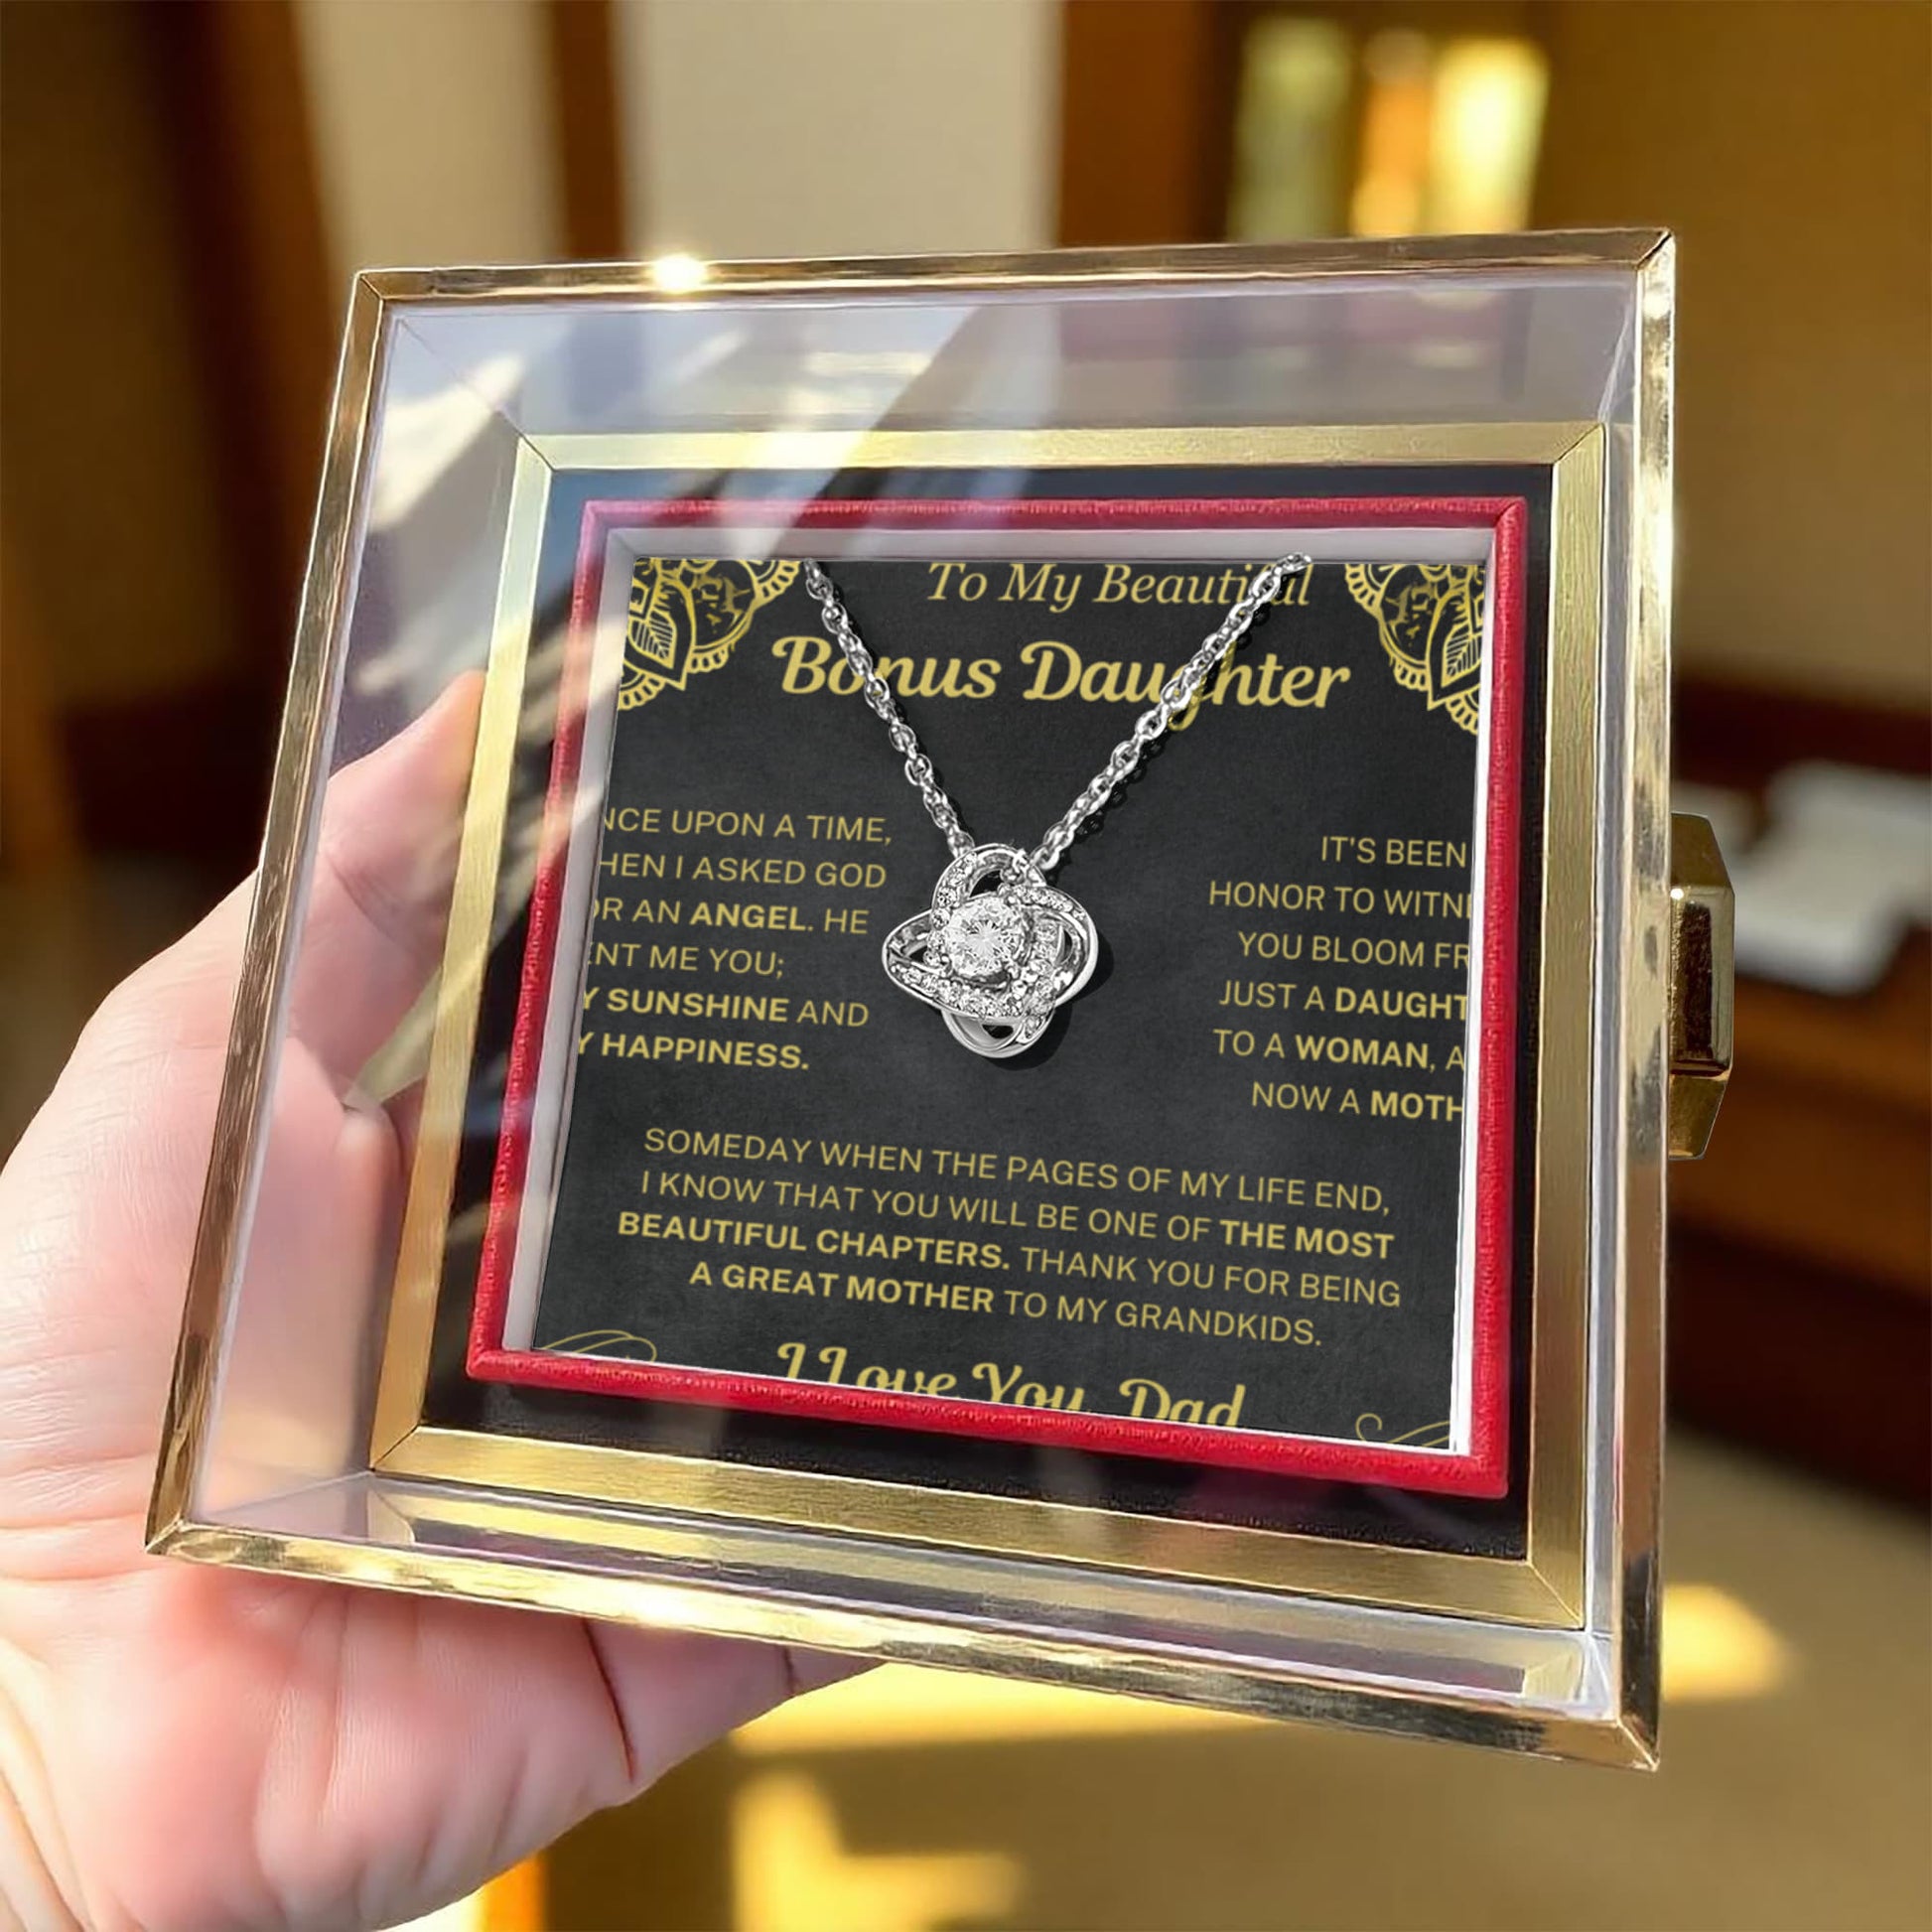 To My Beautiful
Bonus Daughter
NCE UPON A TIME,
HEN I ASKED GOD
OR AN ANGEL. HE
ENT ME YOU;
Y SUNSHINE AND
Y HAPPINESS.
IT'S BEEN
HONOR TO WITNE
YOU BLOOM FR
JUST A DAUGHT
TO A WOMAN, A
NOW A MOTH
SOMEDAY WHEN THE PAGES OF MY LIFE END,
I KNOW THAT YOU WILL BE ONE OF THE MOST
BEAUTIFUL CHAPTERS. THANK YOU FOR BEING
A GREAT MOTHER TO MY GRANDKIDS.
I Love You, Dad